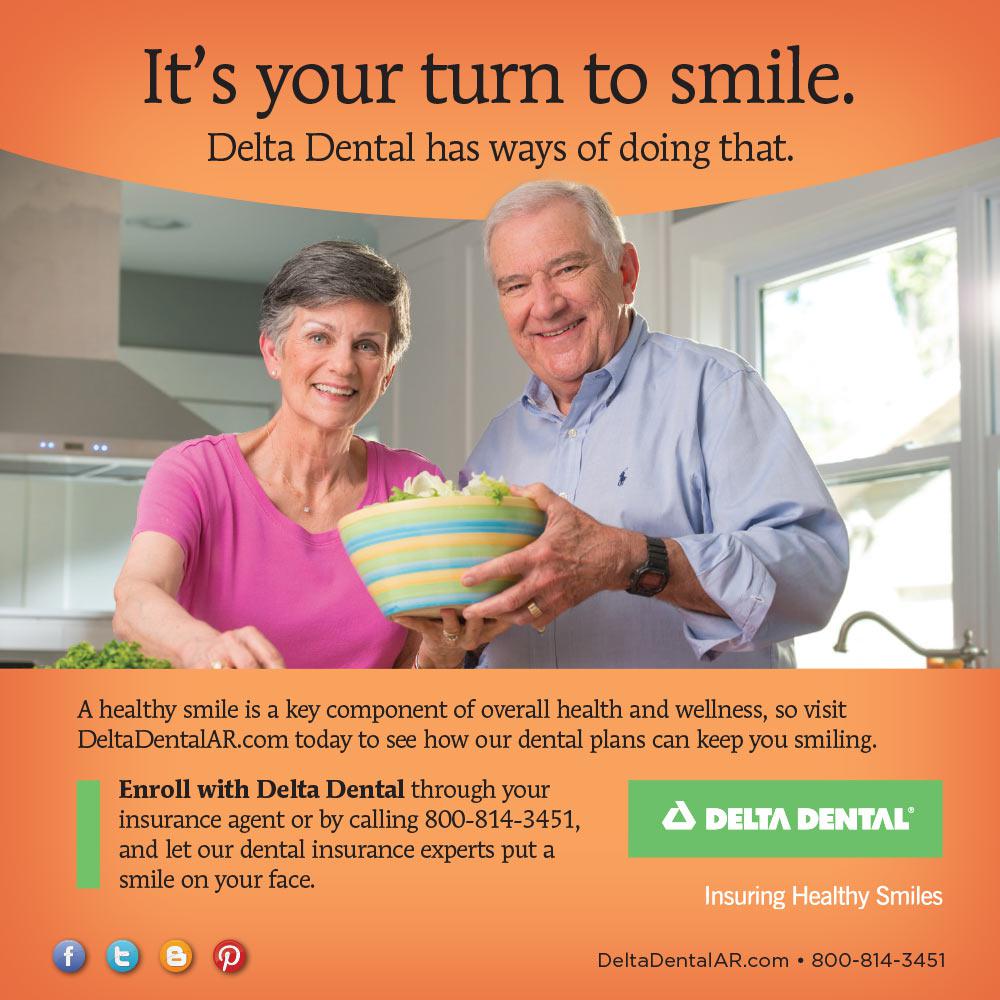 It's your turn to smile.
Delta Dental has ways of doing that.
A healthy smile is a key component of overall health and wellness, so visit
DeltaDentalAR.com today to see how our dental plans can keep you smiling.
Enroll with Delta Dental through your
insurance agent or by calling 800-814-3451,
and let our dental insurance experts put a
smile on your face.
DELTA DENTAL®
Insuring Healthy Smiles
DeltaDentalAR.com • 800-814-3451